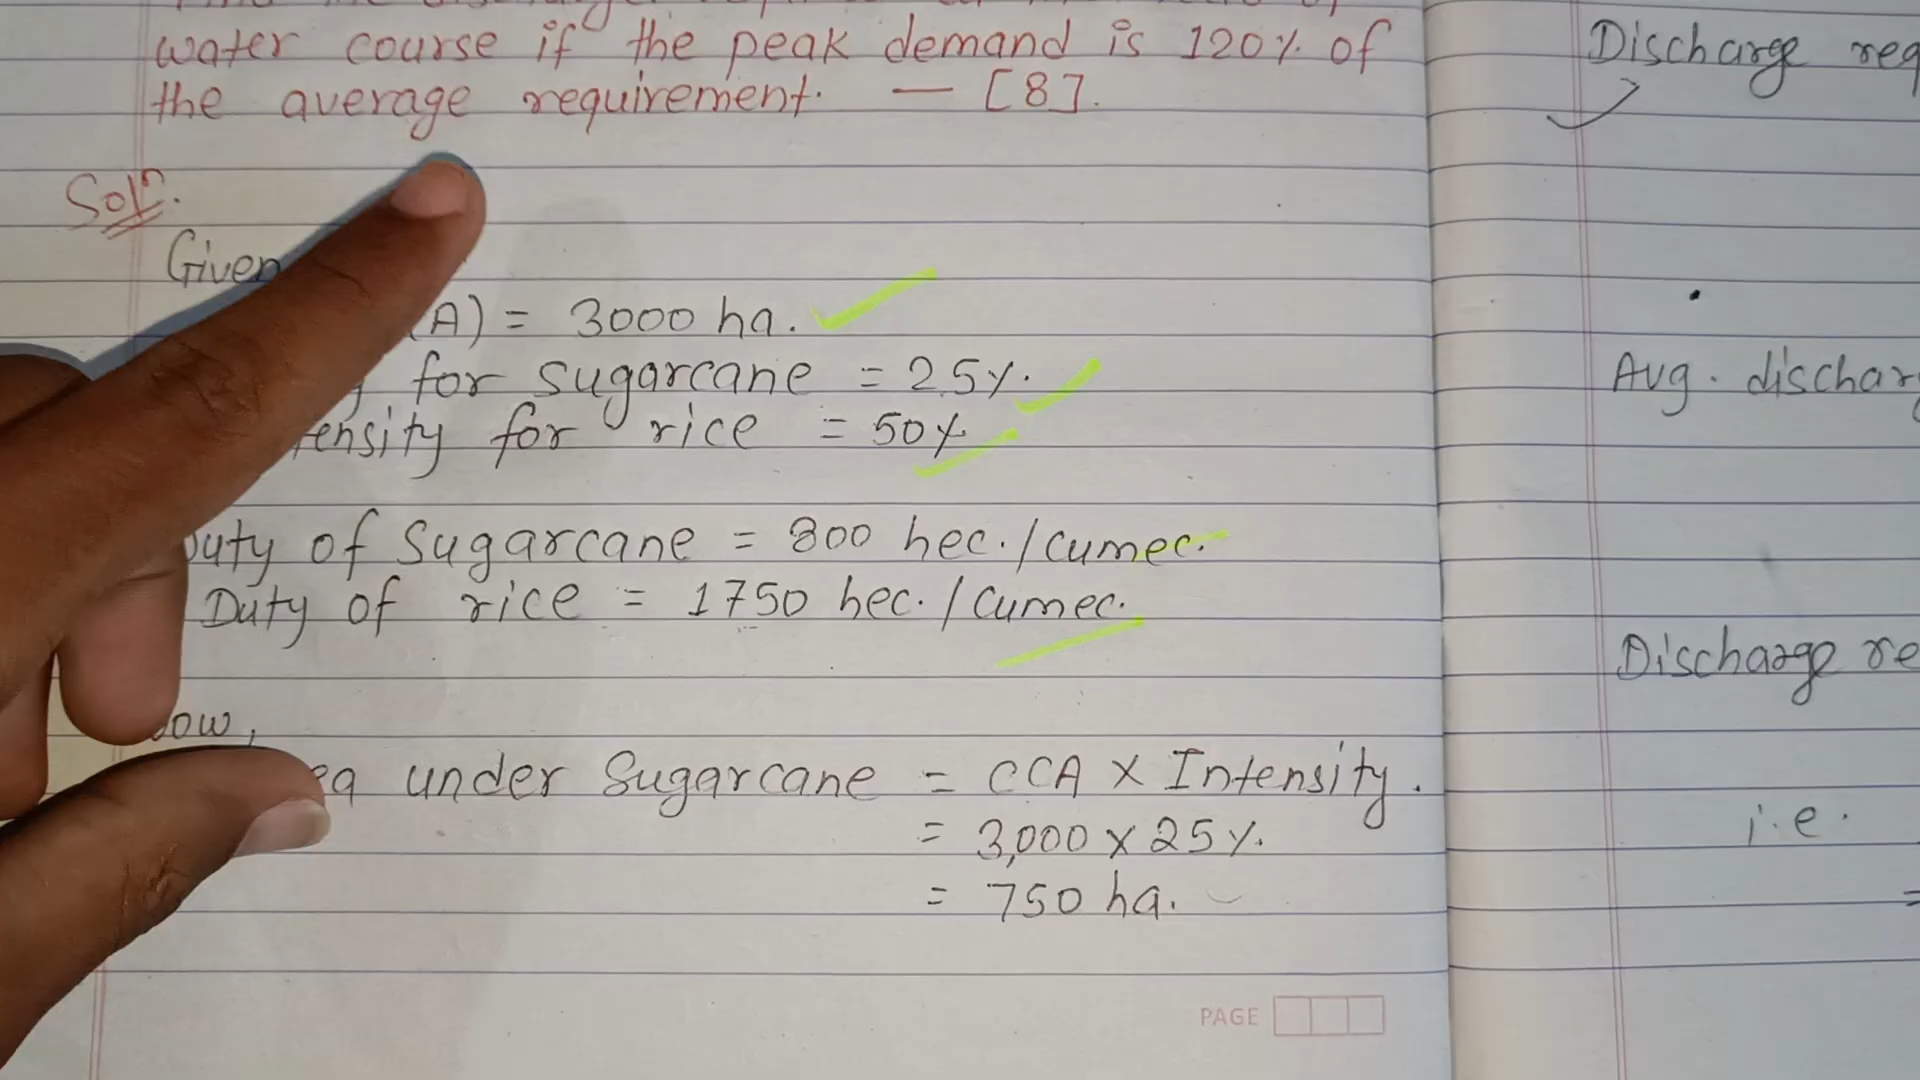 water course if the peak demand is 120% of
the average requirement. — [8].
Solⁿ.
Given
(A) = 3000 ha.
for sugarcane = 25%.
ensity for rice = 50%
Duty of Sugarcane = 800 hec./cumec.
Duty of rice = 1750 hec./cumec.
ow,
ea under Sugarcane = CCA X Intensity.
= 3,000 x 25%.
= 750 ha.
PAGE
Discharge req
Avg. dischar
Discharge re
i.e.
=